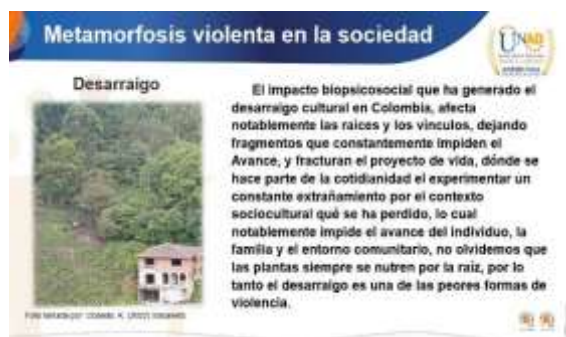 Metamorfosis violenta en la sociedad
UNAD
Desarraigo
El impacto biopsicosocial que ha generado el
desarraigo cultural en Colombia, afecta
notablemente las raíces y los vínculos, dejando
fragmentos que constantemente impiden el
Avance, y fracturan el proyecto de vida, dónde se
hace parte de la cotidianidad el experimentar un
constante extrañamiento por el contexto
sociocultural qué se ha perdido, lo cual
notablemente impide el avance del individuo, la
familia y el entorno comunitario, no olvidemos que
las plantas siempre se nutren por la raíz, por lo
tanto el desarraigo es una de las peores formas de
violencia.
Foto tomada por: